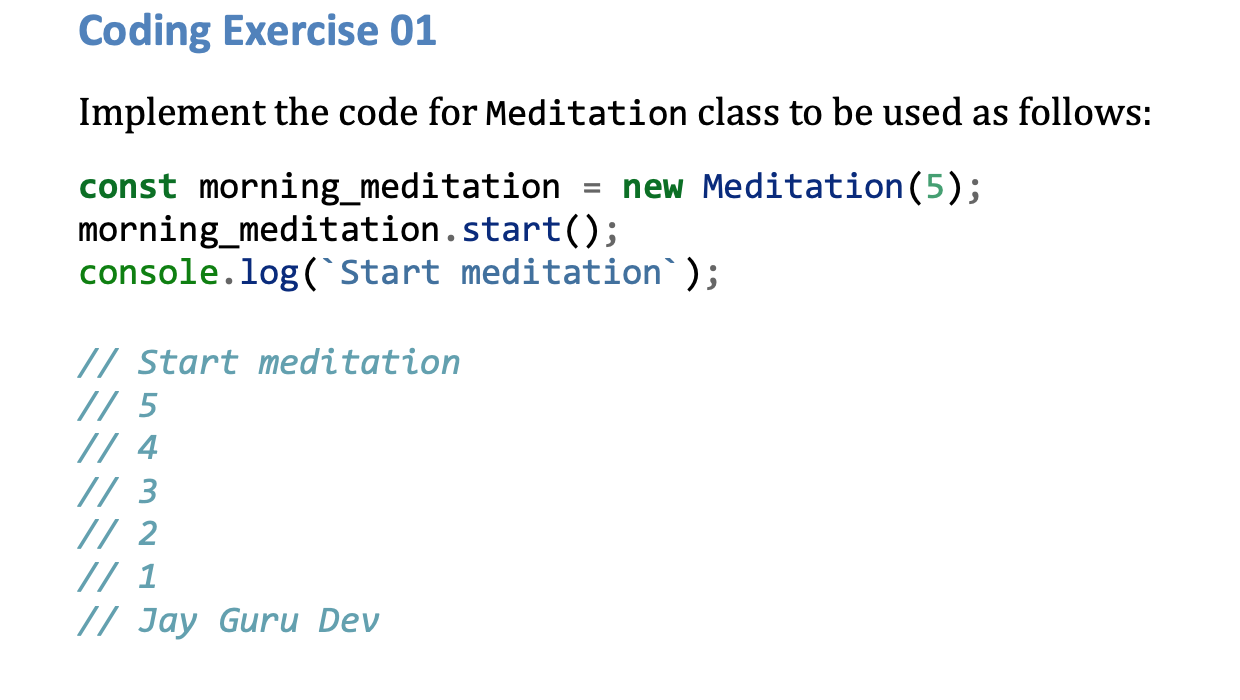 Coding Exercise 01
Implement the code for Meditation class to be used as follows:
const morning_meditation = new Meditation(5);
morning_meditation.start();
console.log(`Start meditation`);
// Start meditation
// 5
// 4
// 3
// 2
// 1
// Jay Guru Dev